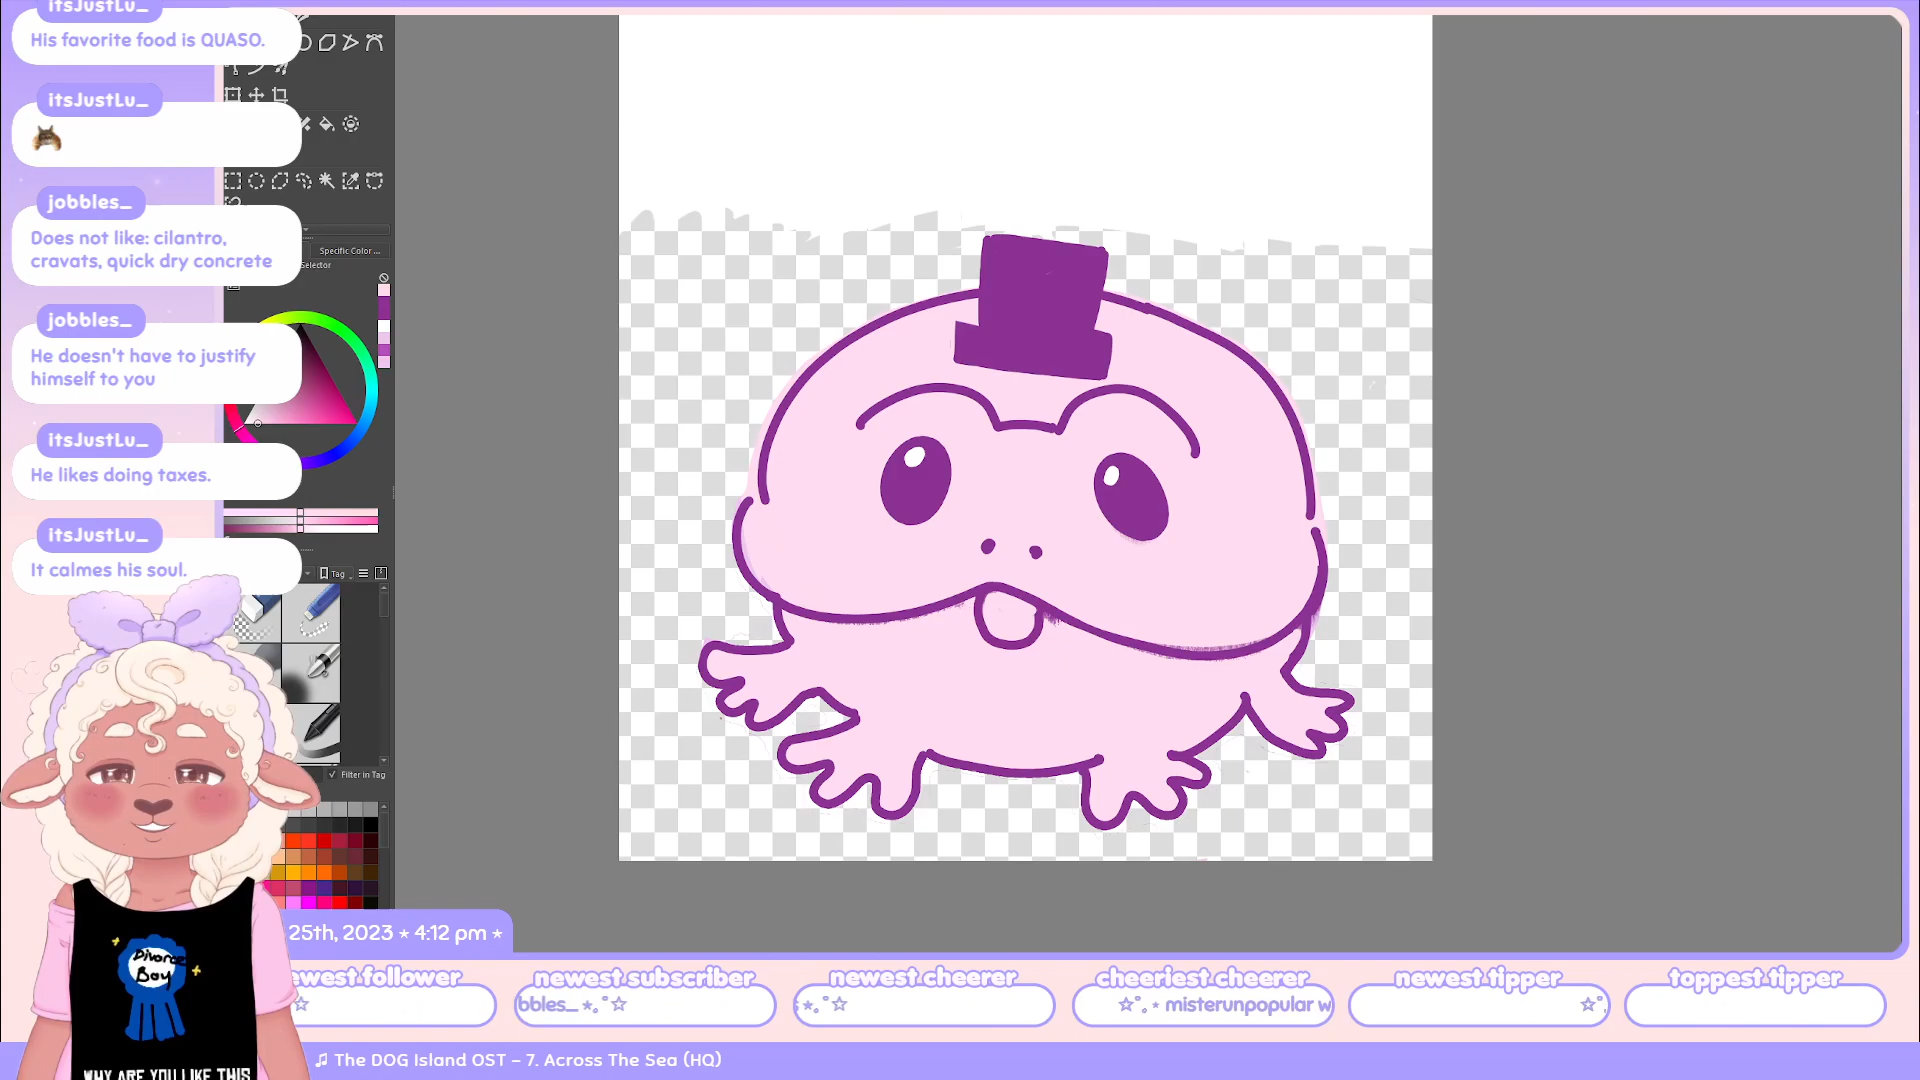 itsJustLu_
His favorite food is QUASO.
itsJustLu_
jobbles_
Does not like: cilantro,
cravats, quick dry concrete
jobbles_
He doesn't have to justify
himself to you
itsJustLu_
He likes doing taxes.
itsJustLu_
It calmes his soul.
Specific Color ...
Selector
Tag
Filter in Tag
Divorce
Boy
WHY ARE YOU LIKE THIS
25th, 2023 ⋆ 4:12 pm ⋆
ewest follower
newest subscriber
newest cheerer
cheeriest cheerer
newest tipper
toppest tipper
☆
bbles_ ⋆｡˚☆
⋆｡˚☆
☆˚｡⋆ misterunpopular w
☆˚
♫ The DOG Island OST – 7. Across The Sea (HQ)